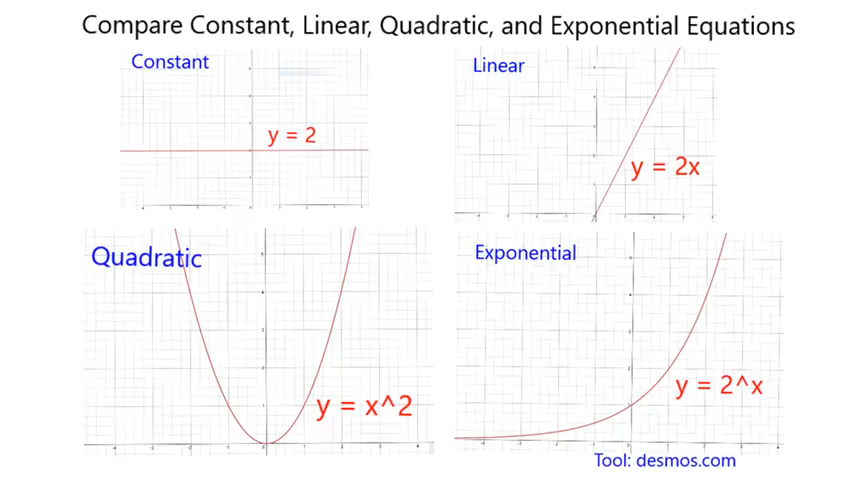 Compare Constant, Linear, Quadratic, and Exponential Equations
Constant
y = 2
Linear
y = 2x
Quadratic
y = x^2
Exponential
y = 2^x
Tool: desmos.com